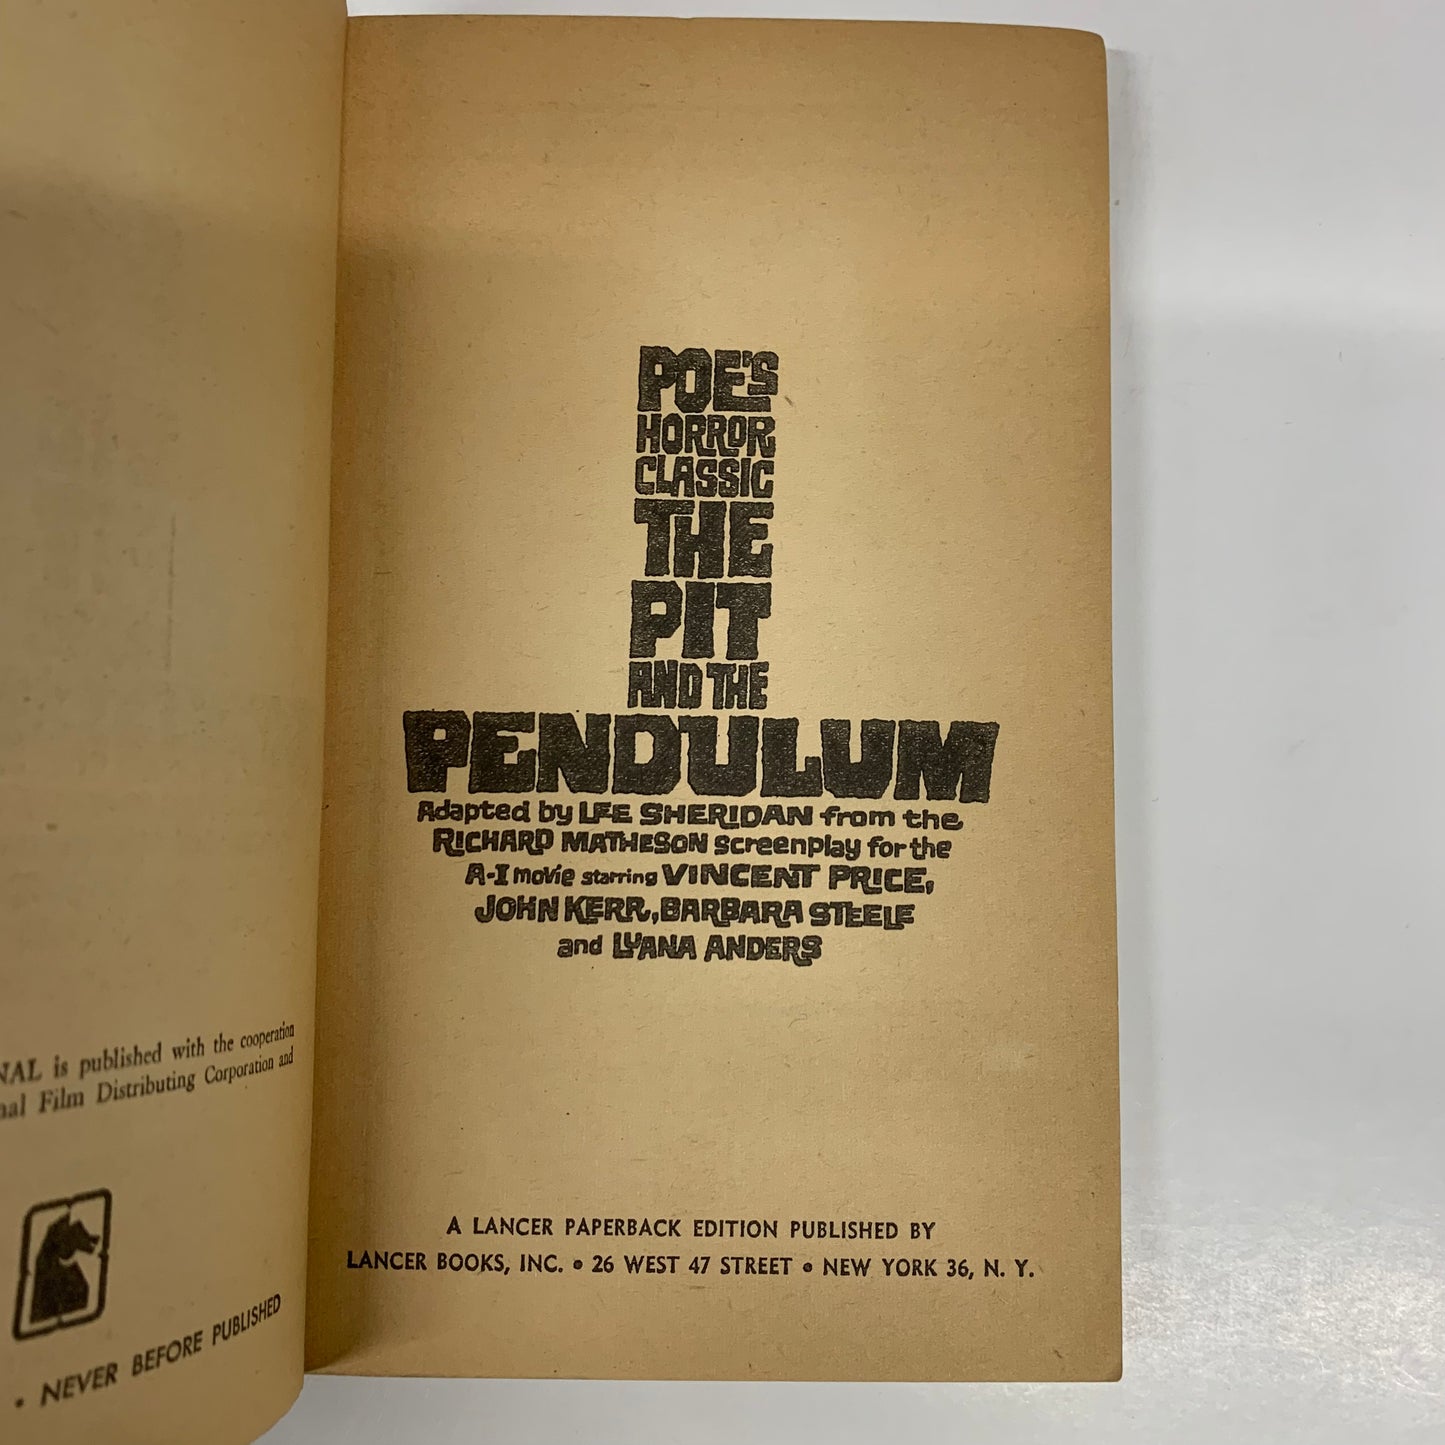 NAL is published with the cooperation
nal Film Distributing Corporation and
• NEVER BEFORE PUBLISHED
POE'S
HORROR
CLASSIC
THE
PIT
AND THE
PENDULUM
Adapted by LEE SHERIDAN from the
RICHARD MATHESON screenplay for the
A-I movie starring VINCENT PRICE,
JOHN KERR, BARBARA STEELE
and LUANA ANDERS
A LANCER PAPERBACK EDITION PUBLISHED BY
LANCER BOOKS, INC. • 26 WEST 47 STREET • NEW YORK 36, N. Y.